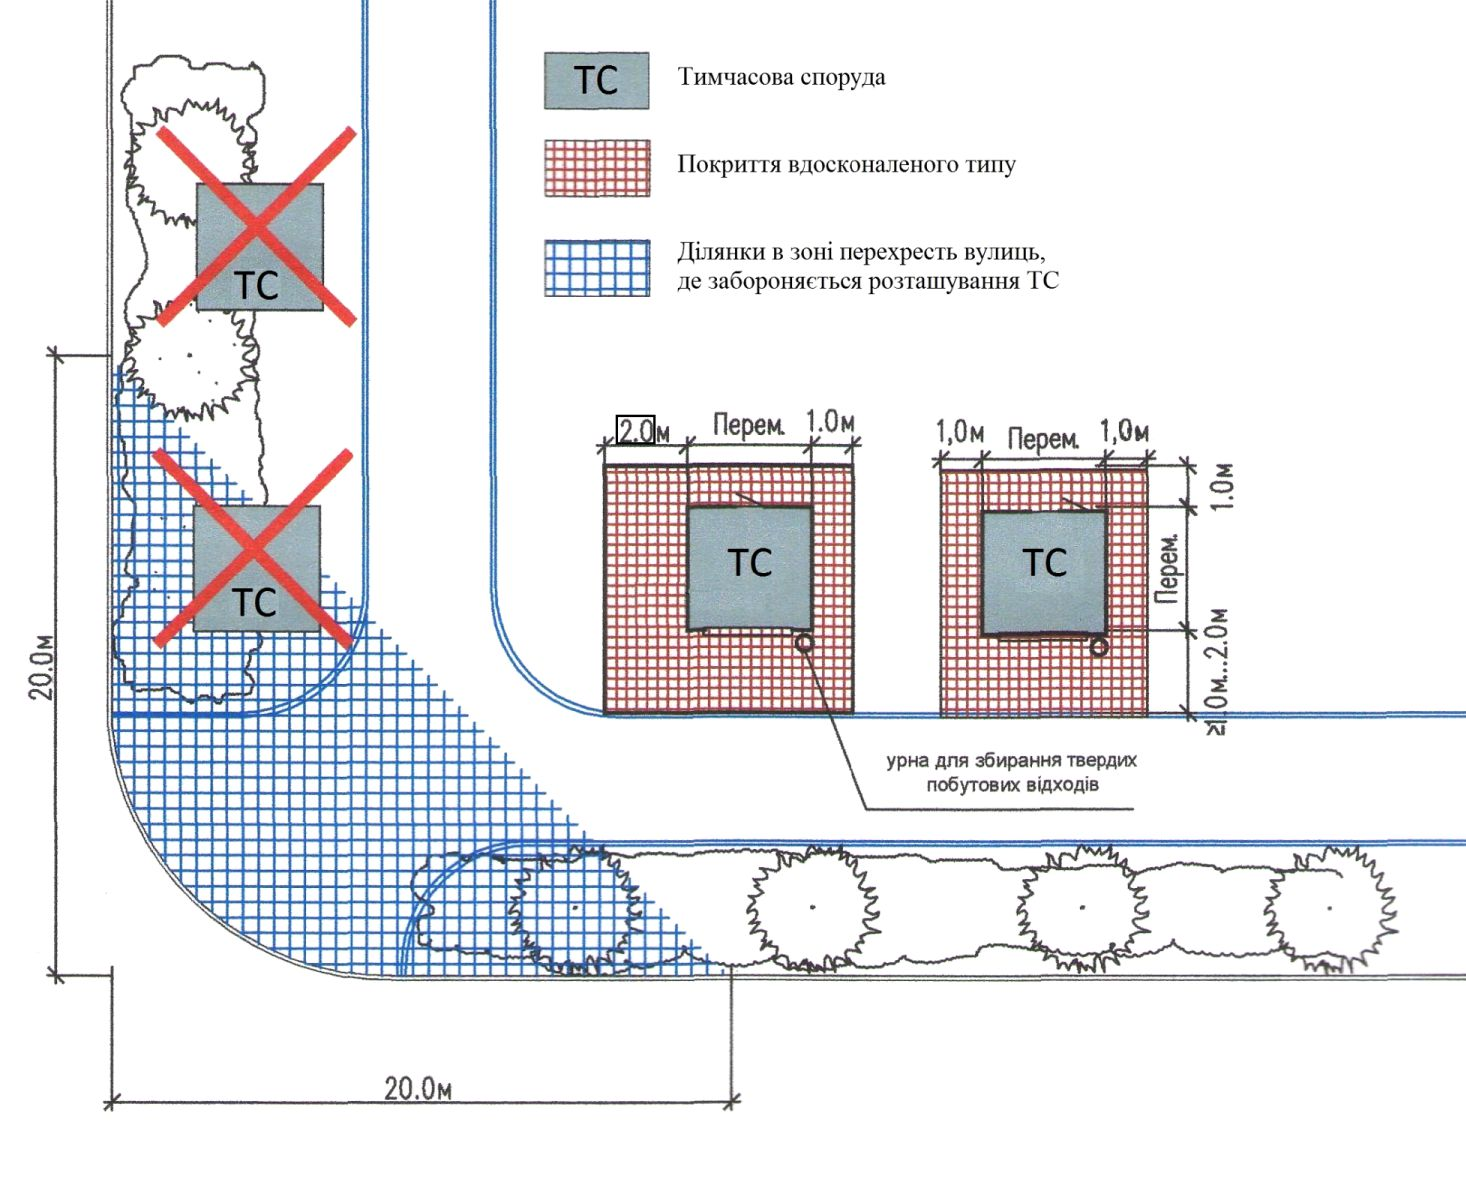 ТС
Тимчасова споруда
Покриття вдосконаленого типу
Ділянки в зоні перехресть вулиць,
де забороняється розташування ТС
ТС
ТС
2.0м
Перем.
1.0м
1,0м
Перем.
1,0м
1.0м
ТС
ТС
Перем.
≥1.0м...2.0м
20.0м
урна для збирання твердих
побутових відходів
20.0м